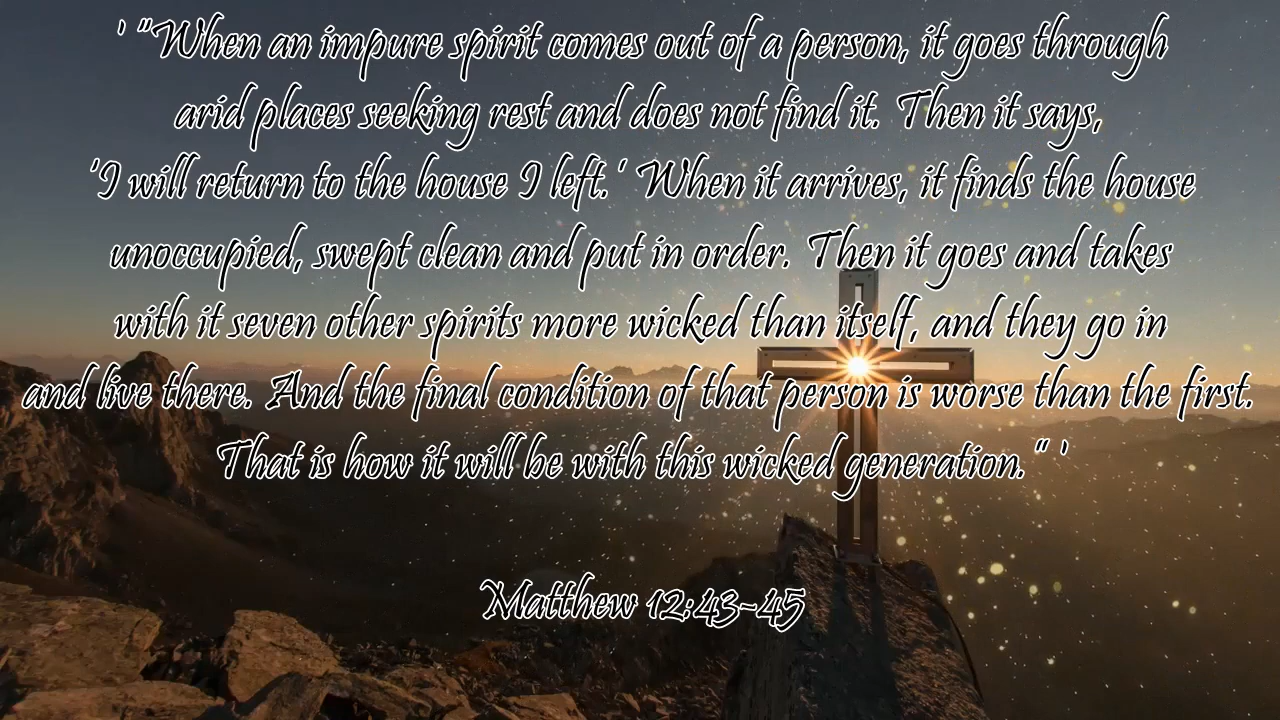 ' "When an impure spirit comes out of a person, it goes through
arid places seeking rest and does not find it. Then it says,
'I will return to the house I left.' When it arrives, it finds the house
unoccupied, swept clean and put in order. Then it goes and takes
with it seven other spirits more wicked than itself, and they go in
and live there. And the final condition of that person is worse than the first.
That is how it will be with this wicked generation." '
Matthew 12:43-45